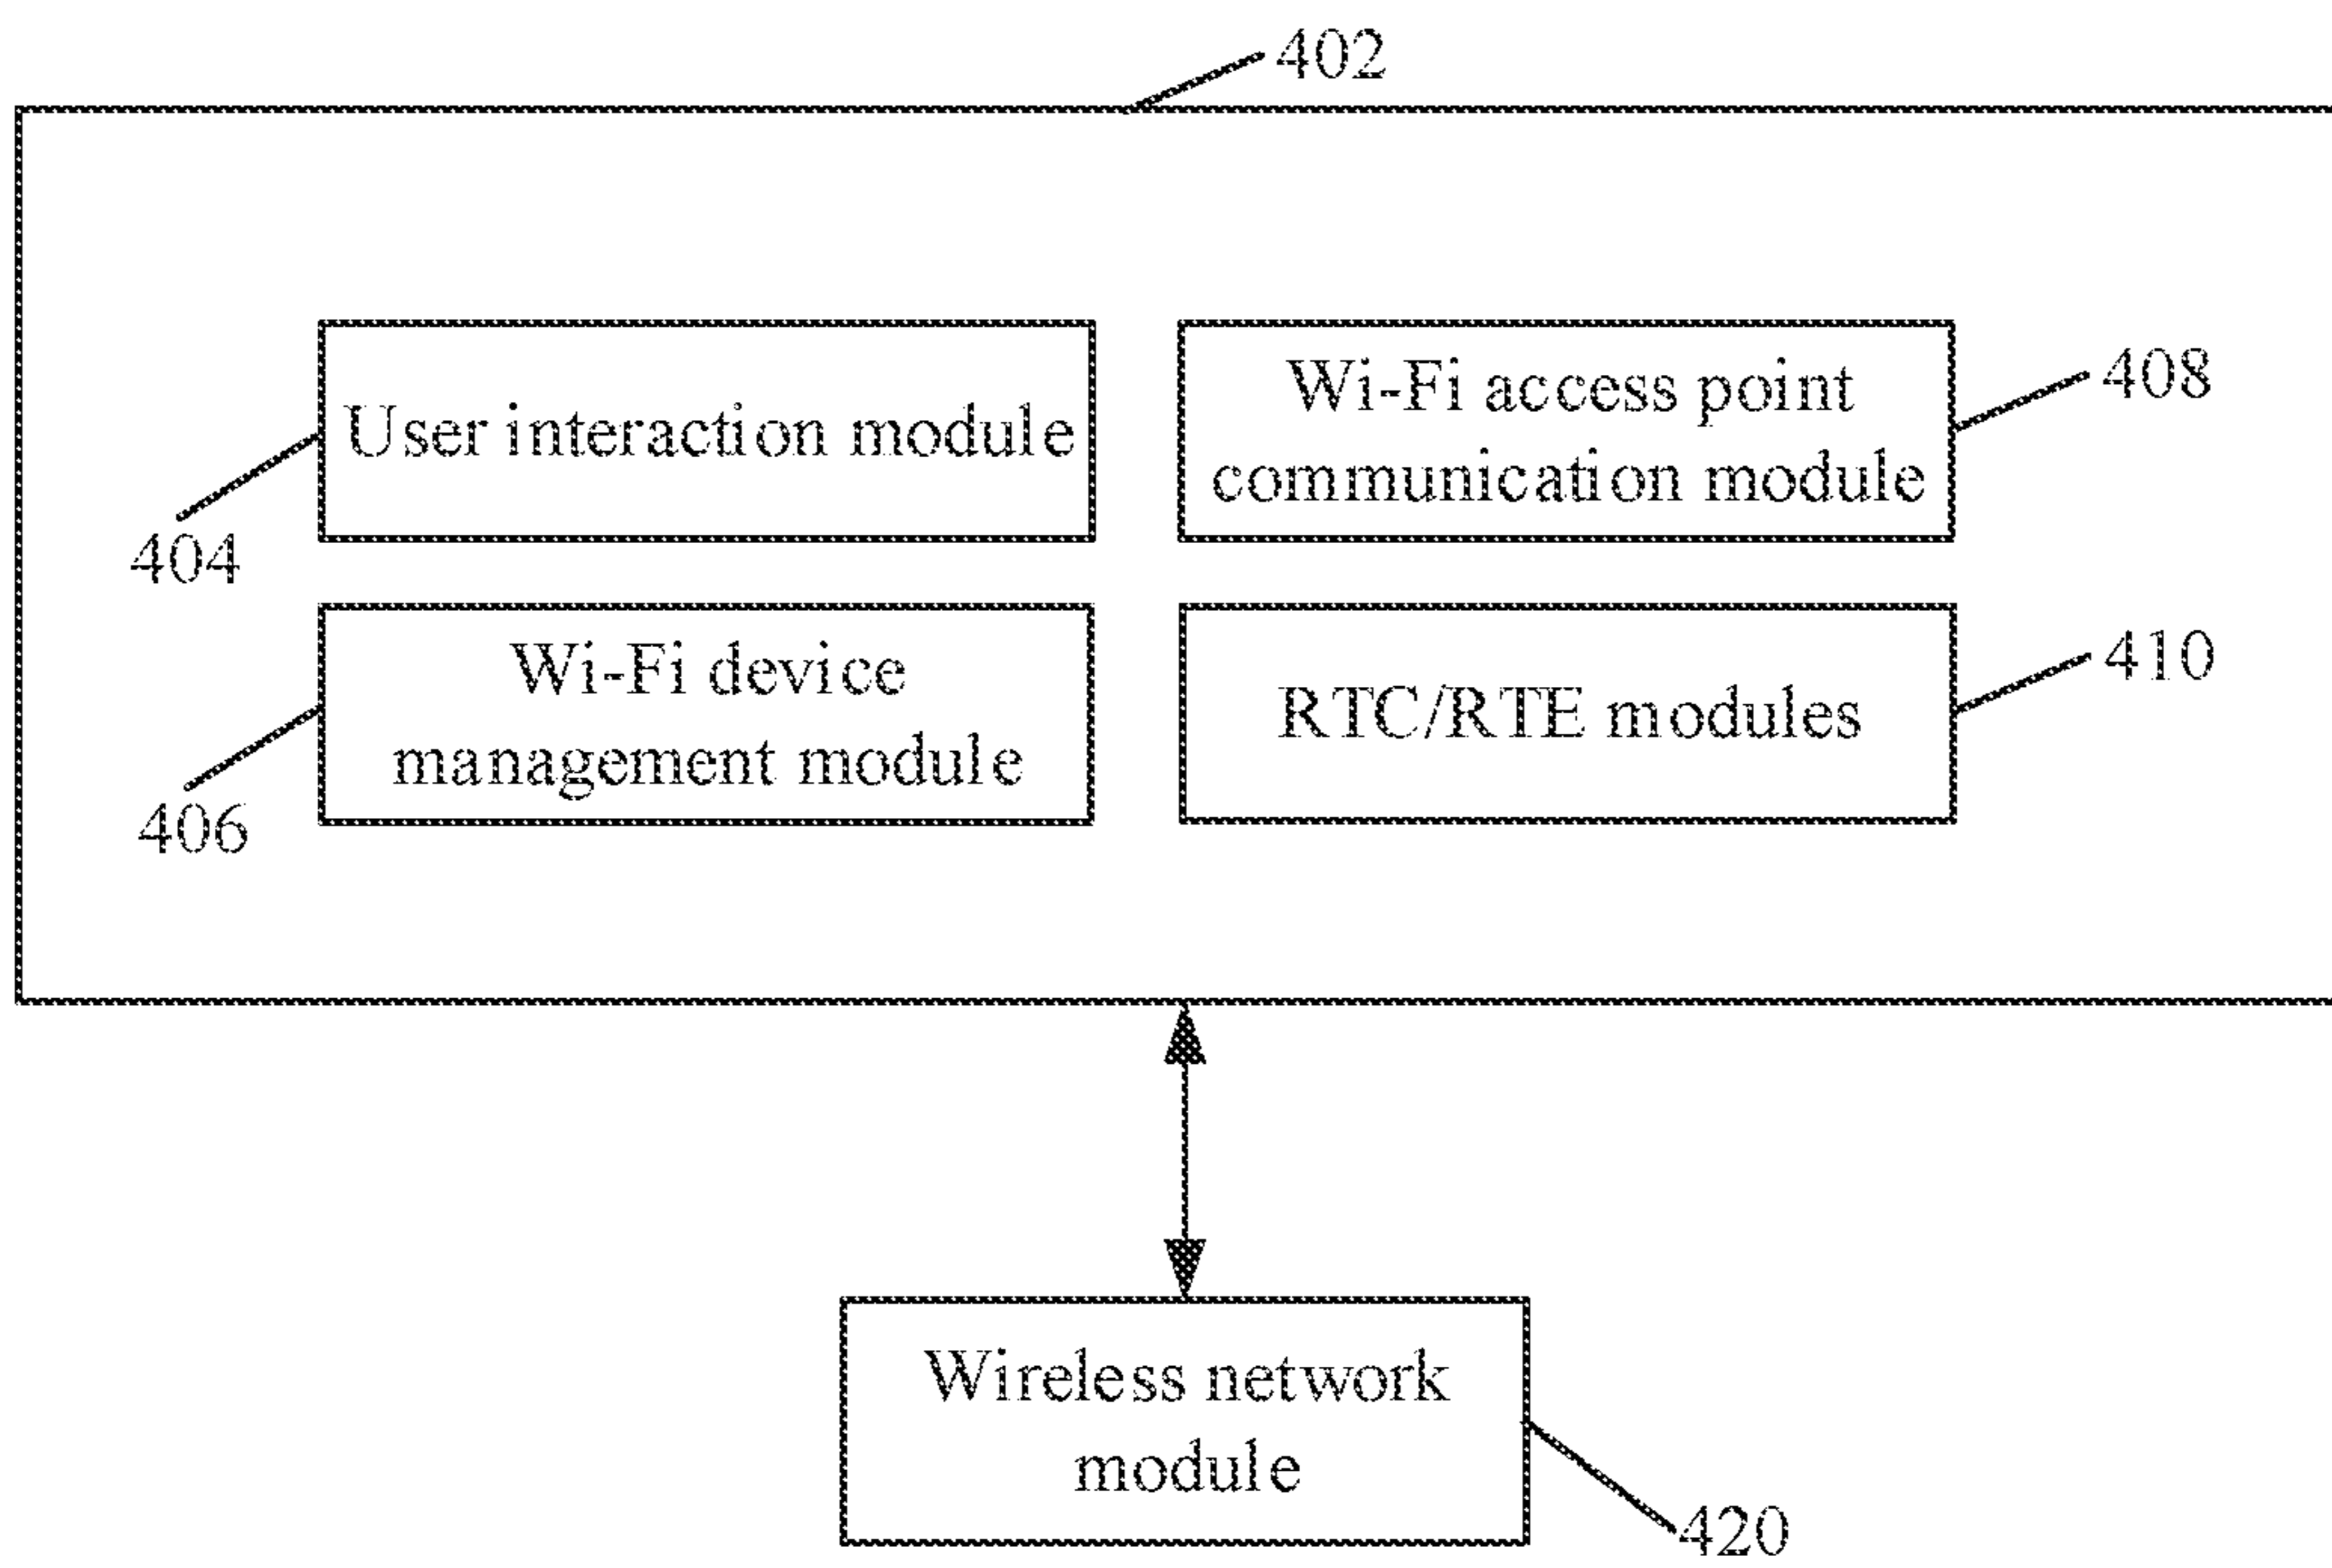 402
User interaction module
404
Wi-Fi access point
communication module
408
Wi-Fi device
management module
406
RTC/RTE modules
410
Wireless network
module
420